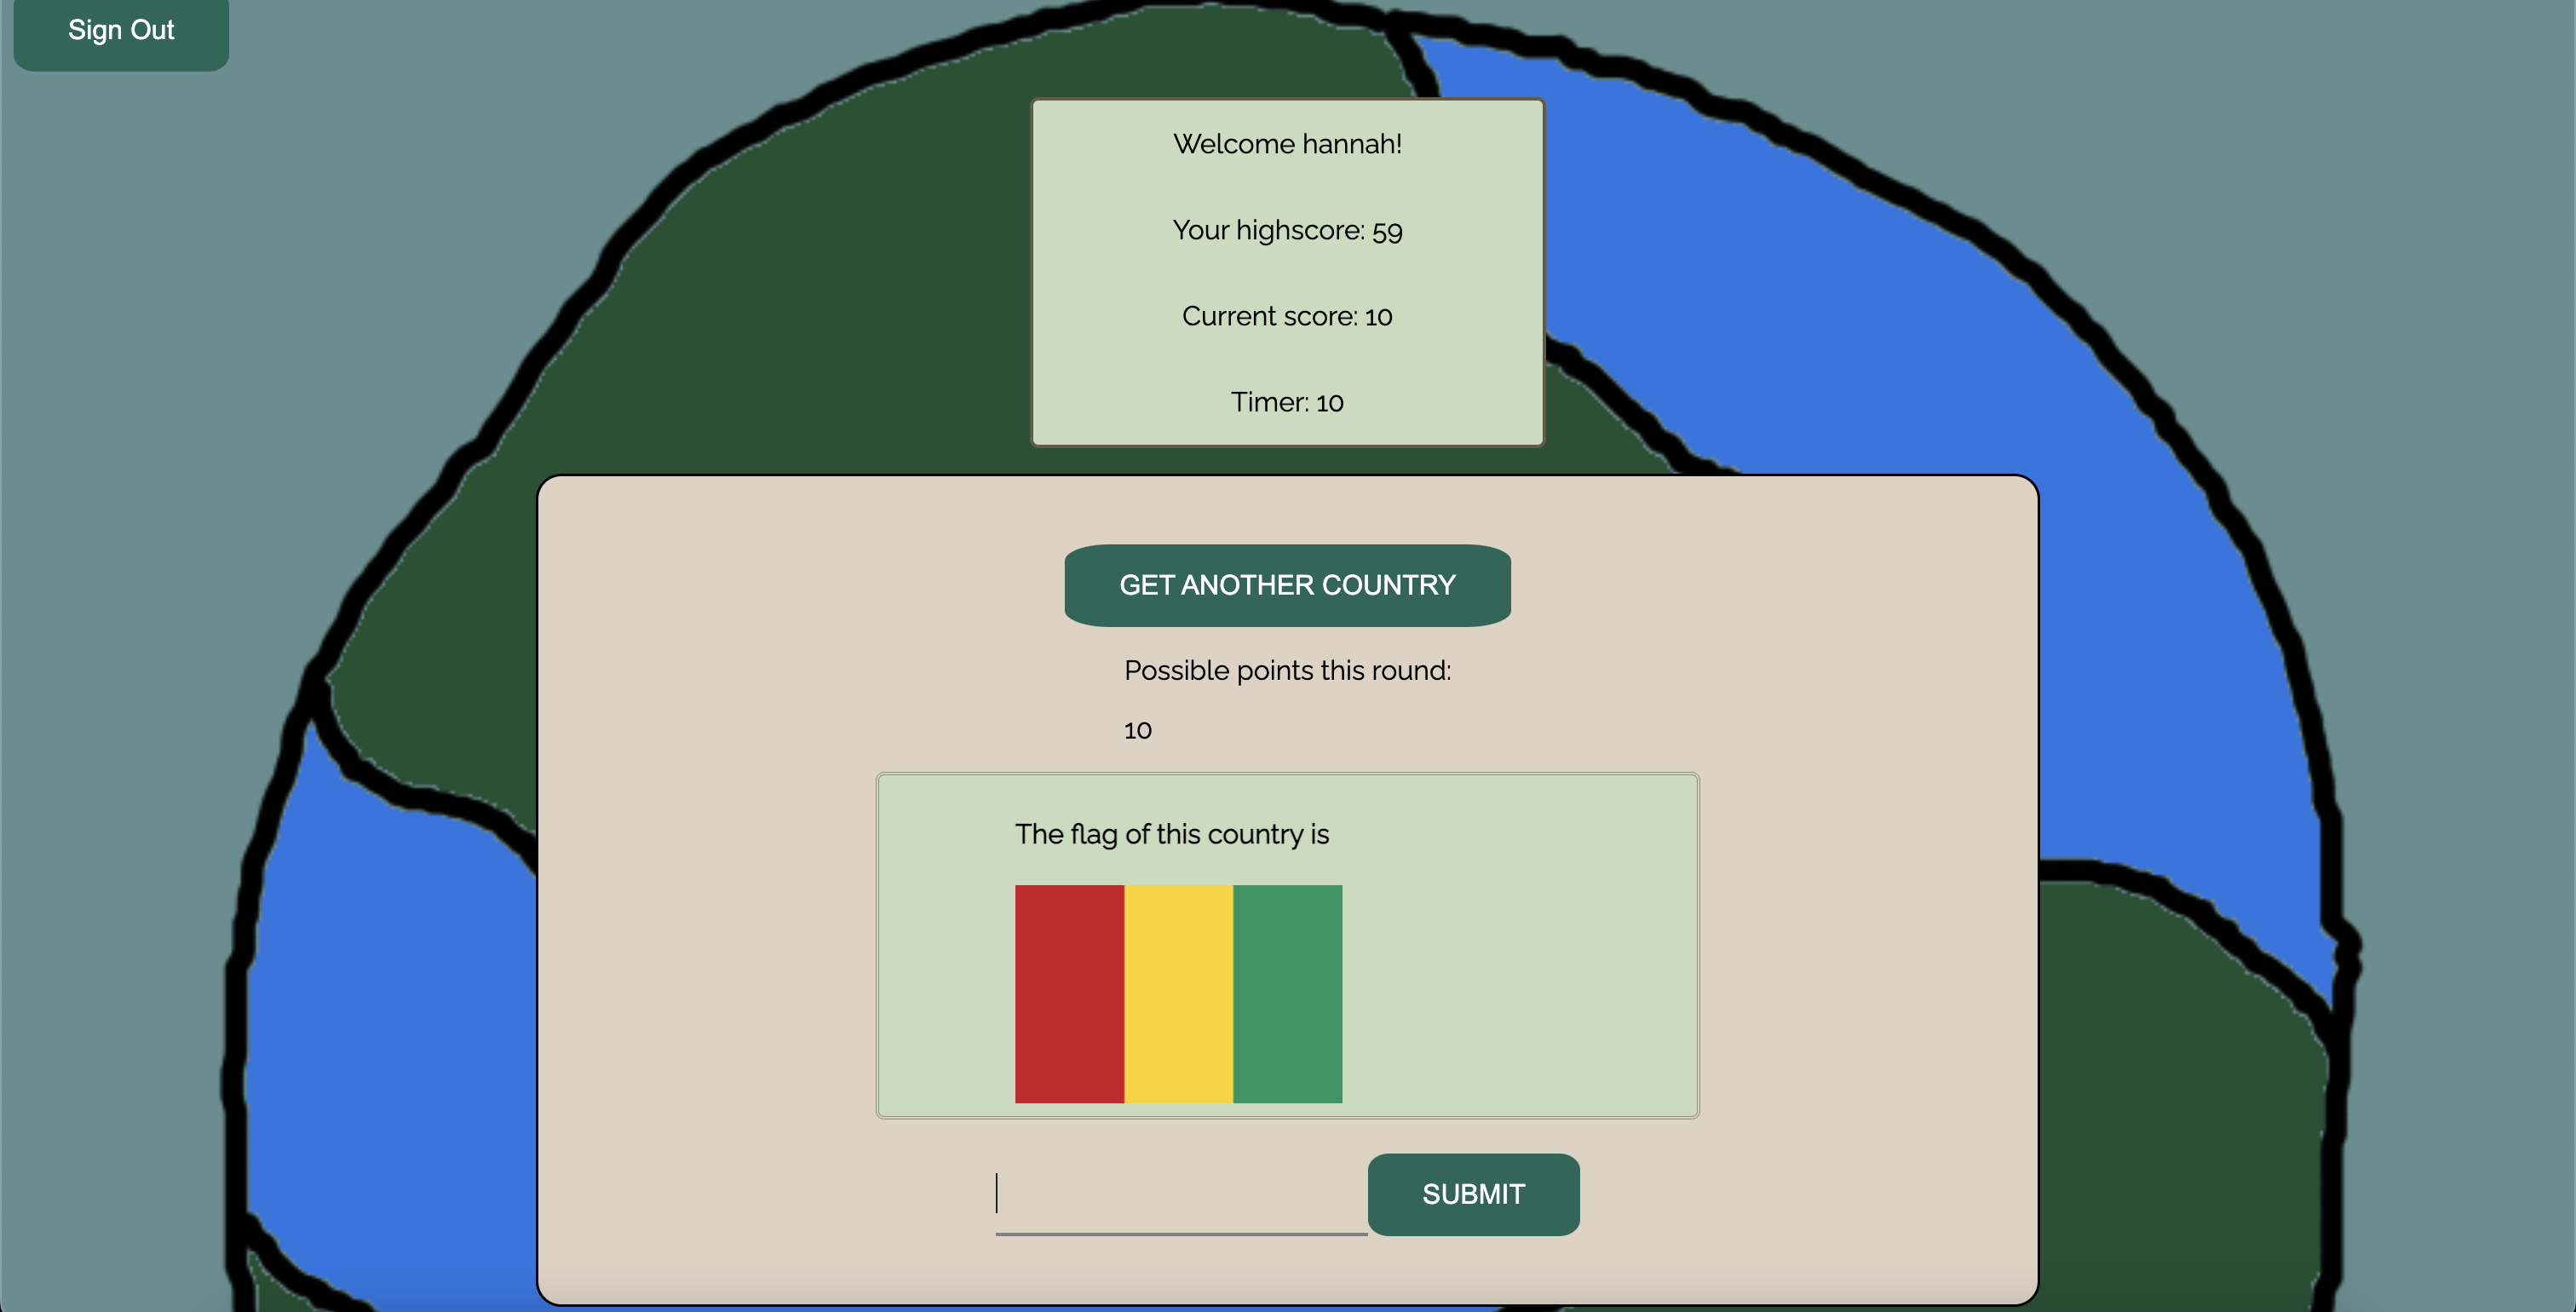 Sign Out
Welcome hannah!
Your highscore: 59
Current score: 10
Timer: 10
GET ANOTHER COUNTRY
Possible points this round:
10
The flag of this country is
SUBMIT